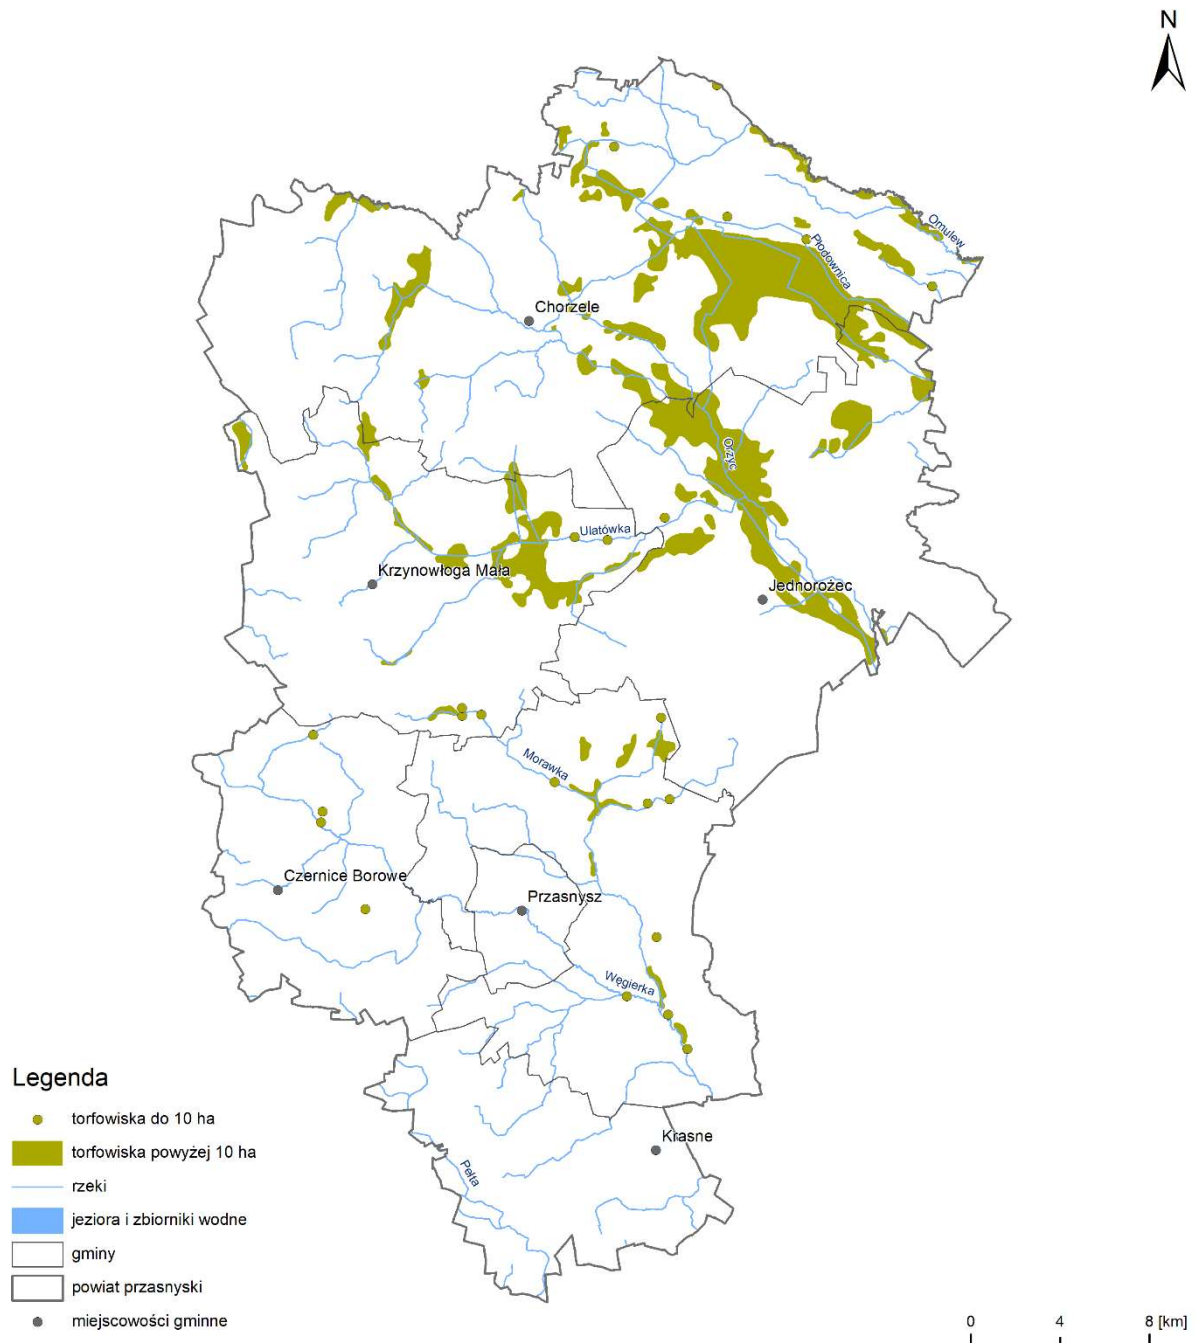 N
Omulew
Płodownica
Chorzele
Orzyc
Ulatówka
Krzynowłoga Mała
Jednorożec
Morawka
Czernice Borowe
Przasnysz
Węgierka
Legenda
torfowiska do 10 ha
torfowiska powyżej 10 ha
Krasne
Pełta
rzeki
jeziora i zbiorniki wodne
gminy
powiat przasnyski
miejscowości gminne
0 4 8 [km]